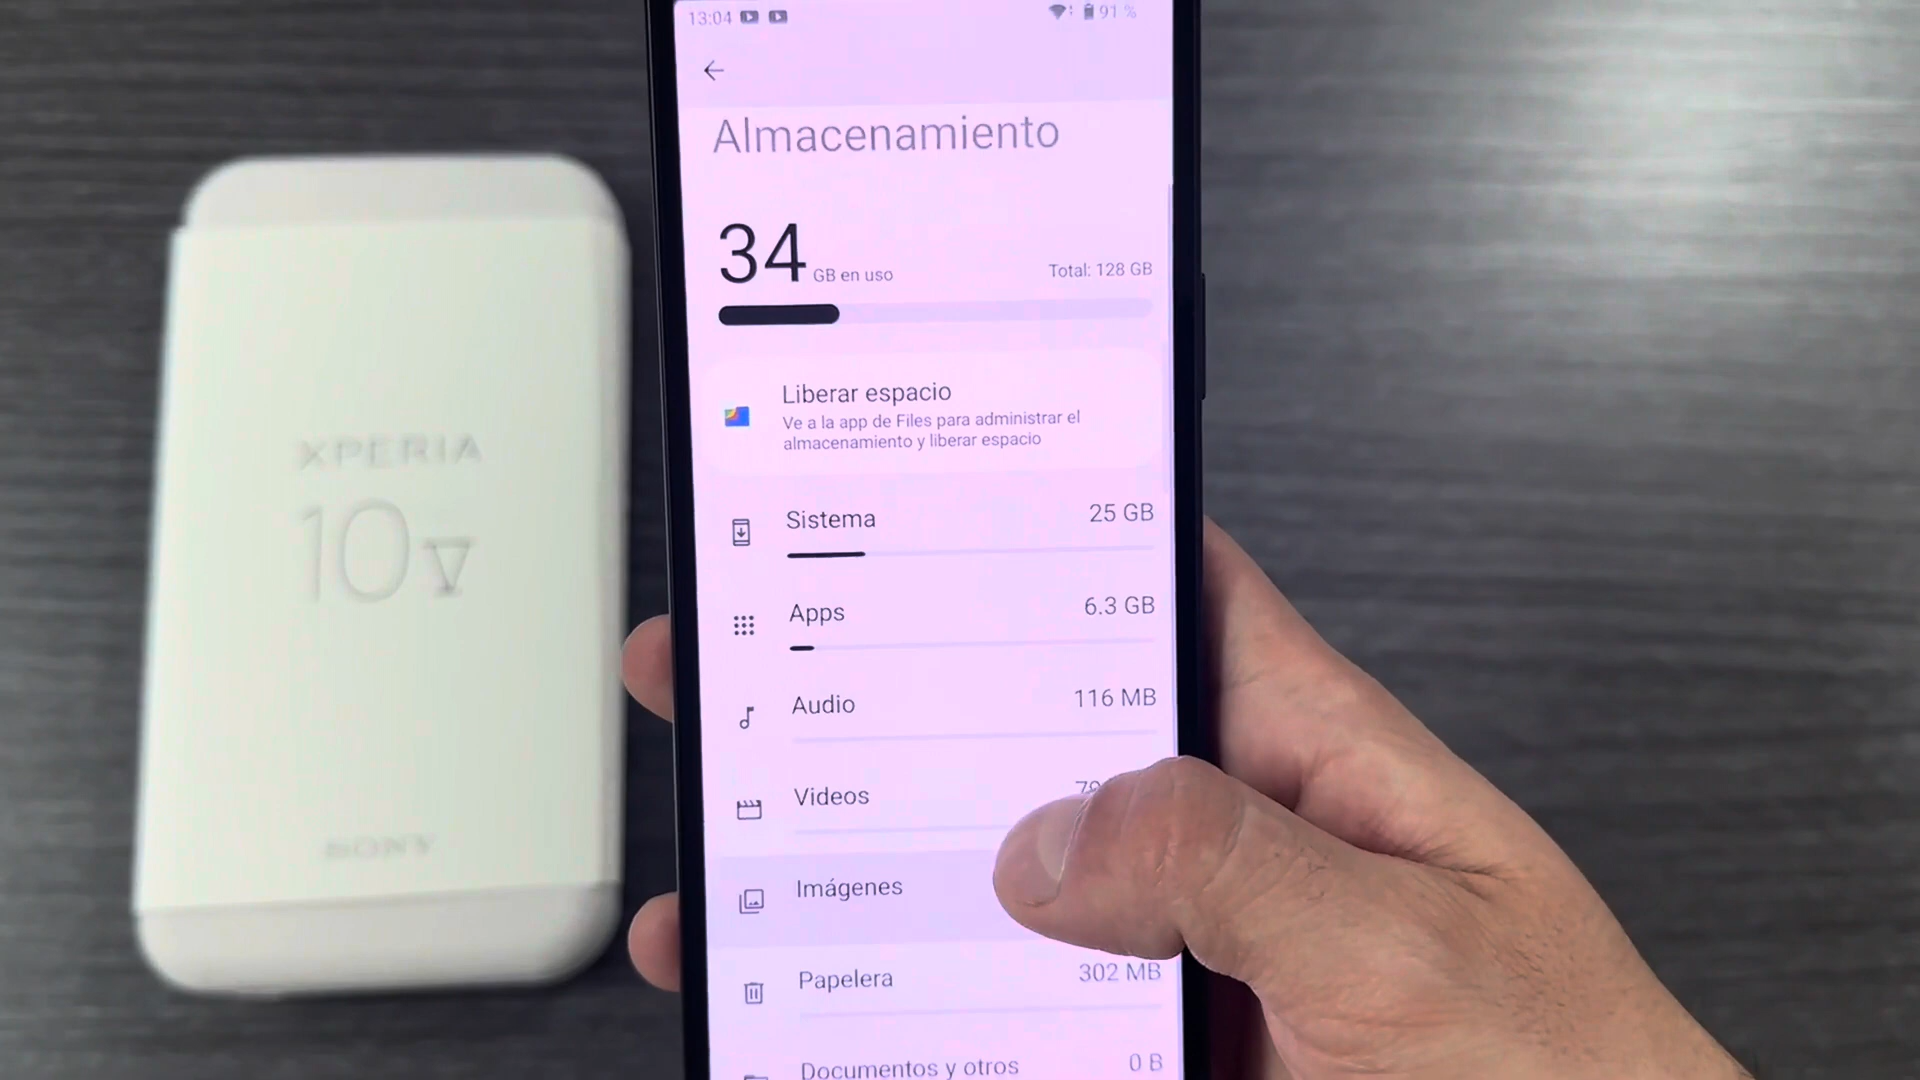 13:04
91 %
Almacenamiento
34 GB en uso
Total: 128 GB
Liberar espacio
Ve a la app de Files para administrar el
almacenamiento y liberar espacio
Sistema
25 GB
Apps
6.3 GB
Audio
116 MB
Videos
Imágenes
Papelera
302 MB
Documentos y otros
0 B
XPERIA
10 V
SONY